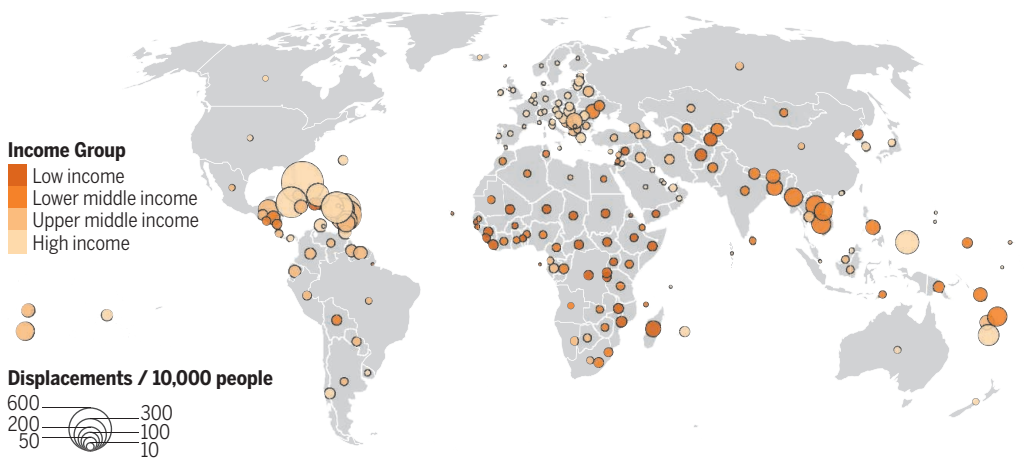 Income Group
Low income
Lower middle income
Upper middle income
High income
Displacements / 10,000 people
600
300
200
100
50
10